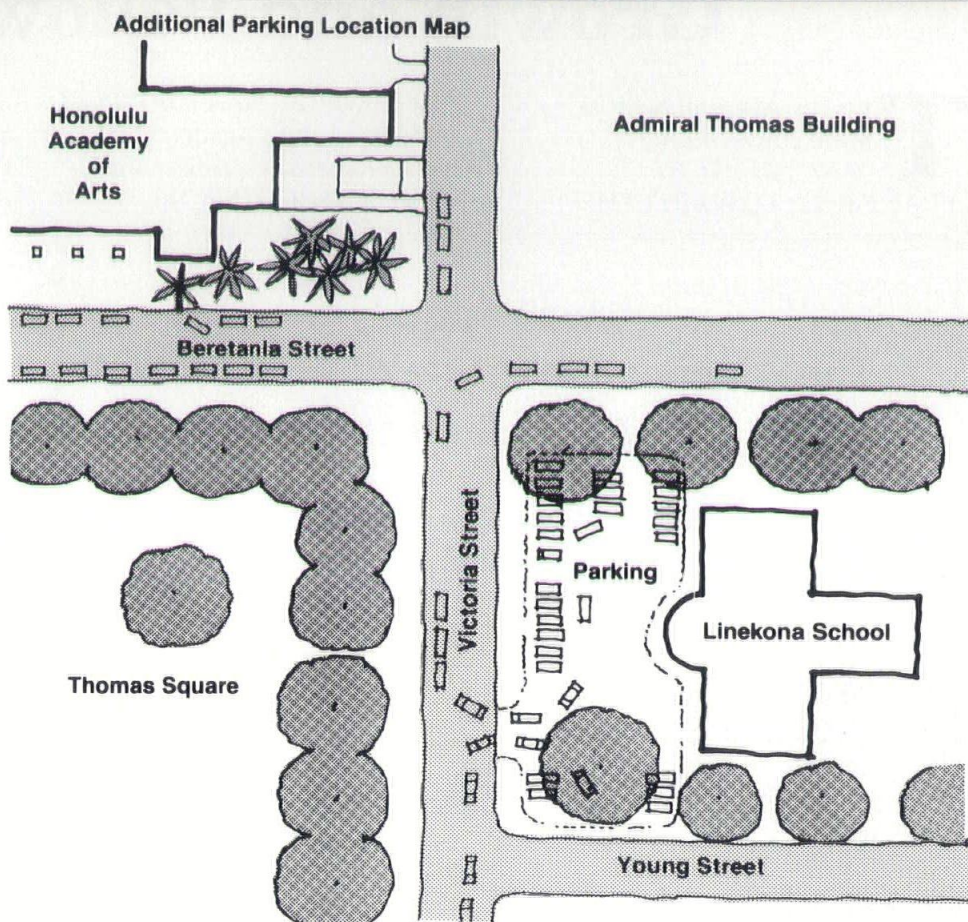 Additional Parking Location Map
Honolulu
Academy
of
Arts
Admiral Thomas Building
Beretania Street
Victoria Street
Parking
Linekona School
Thomas Square
Young Street